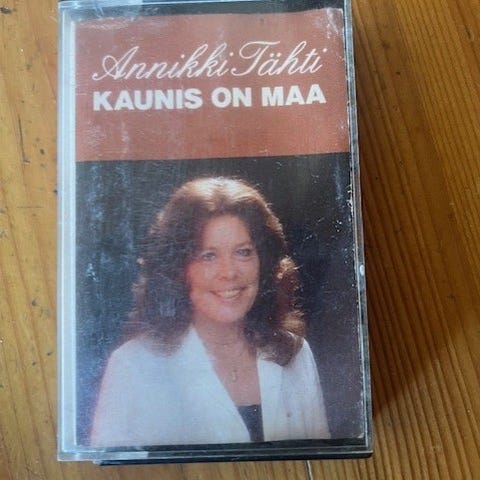 Annikki Tähti
KAUNIS ON MAA